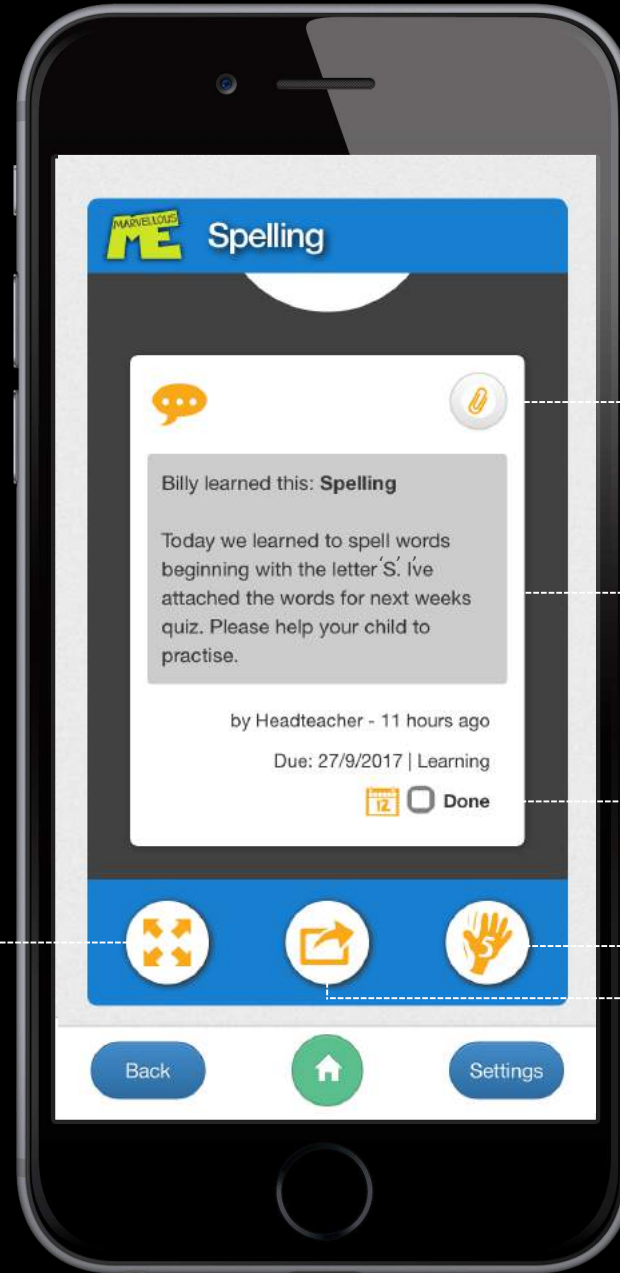 MARVELLOUS
ME
Spelling
Billy learned this: Spelling
Today we learned to spell words
beginning with the letter 'S'. I've
attached the words for next weeks
quiz. Please help your child to
practise.
by Headteacher - 11 hours ago
Due: 27/9/2017 | Learning
12 Done
5
Back
Settings